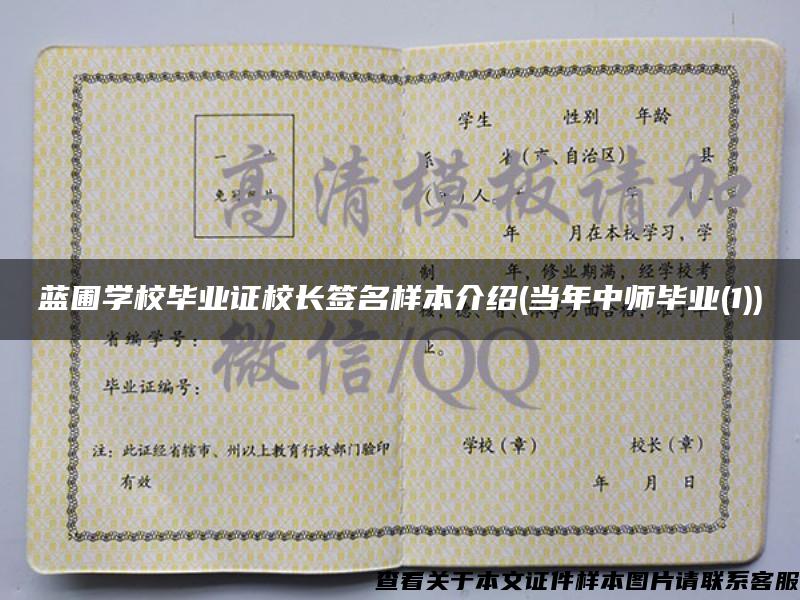 学生 性别 年龄
省(市、自治区) 县
高清模板请加
年 月在本校学习，学
制 年，修业期满，经学校考
蓝圃学校毕业证校长签名样本介绍(当年中师毕业(1))
省编学号：
微信/QQ
止。
毕业证编号：
注：此证经省辖市、州以上教育行政部门验印
有效
学校(章) 校长(章)
年 月 日
查看关于本文证件样本图片请联系客服